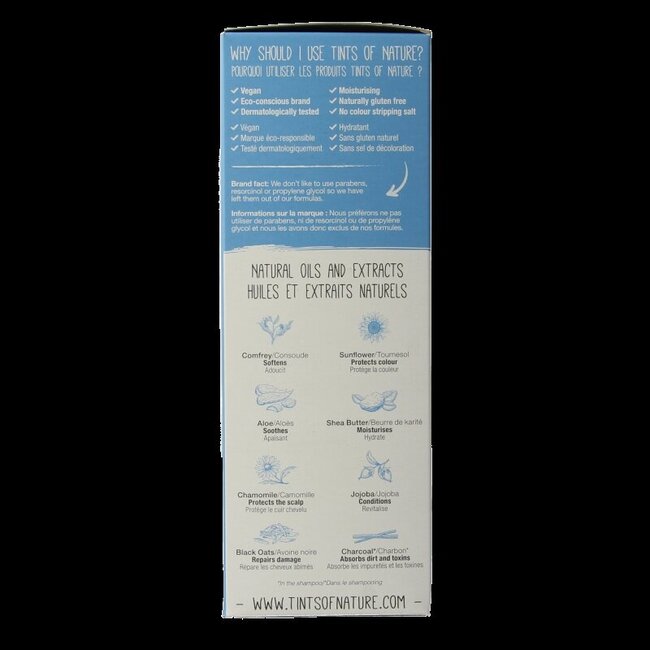 WHY SHOULD I USE TINTS OF NATURE?
POURQUOI UTILISER LES PRODUITS TINTS OF NATURE ?
Vegan
Eco-conscious brand
Dermatologically tested
Moisturising
Naturally gluten free
No colour stripping salt
Végan
Marque éco-responsible
Testé dermatologiquement
Hydratant
Sans gluten naturel
Sans sel de décoloration
Brand fact: We don't like to use parabens,
resorcinol or propylene glycol so we have
left them out of our formulas.
Informations sur la marque : Nous préférons ne pas
utiliser de parabens, ni de resorcinol ou de propylène
glycol et nous les avons donc exclus de nos formules.
NATURAL OILS AND EXTRACTS
HUILES ET EXTRAITS NATURELS
Comfrey/Consoude
Softens
Adoucit
Sunflower/Tournesol
Protects colour
Protège la couleur
Aloe/Aloès
Soothes
Apaisant
Shea Butter/Beurre de karité
Moisturises
Hydrate
Chamomile/Camomille
Protects the scalp
Protège le cuir chevelu
Jojoba/Jojoba
Conditions
Revitalise
Black Oats/Avoine noire
Repairs damage
Répare les cheveux abîmés
Charcoal*/Charbon*
Absorbs dirt and toxins
Absorbe les impuretés et les toxines
*In the shampoo/*Dans le shampooing
- WWW.TINTSOFNATURE.COM -